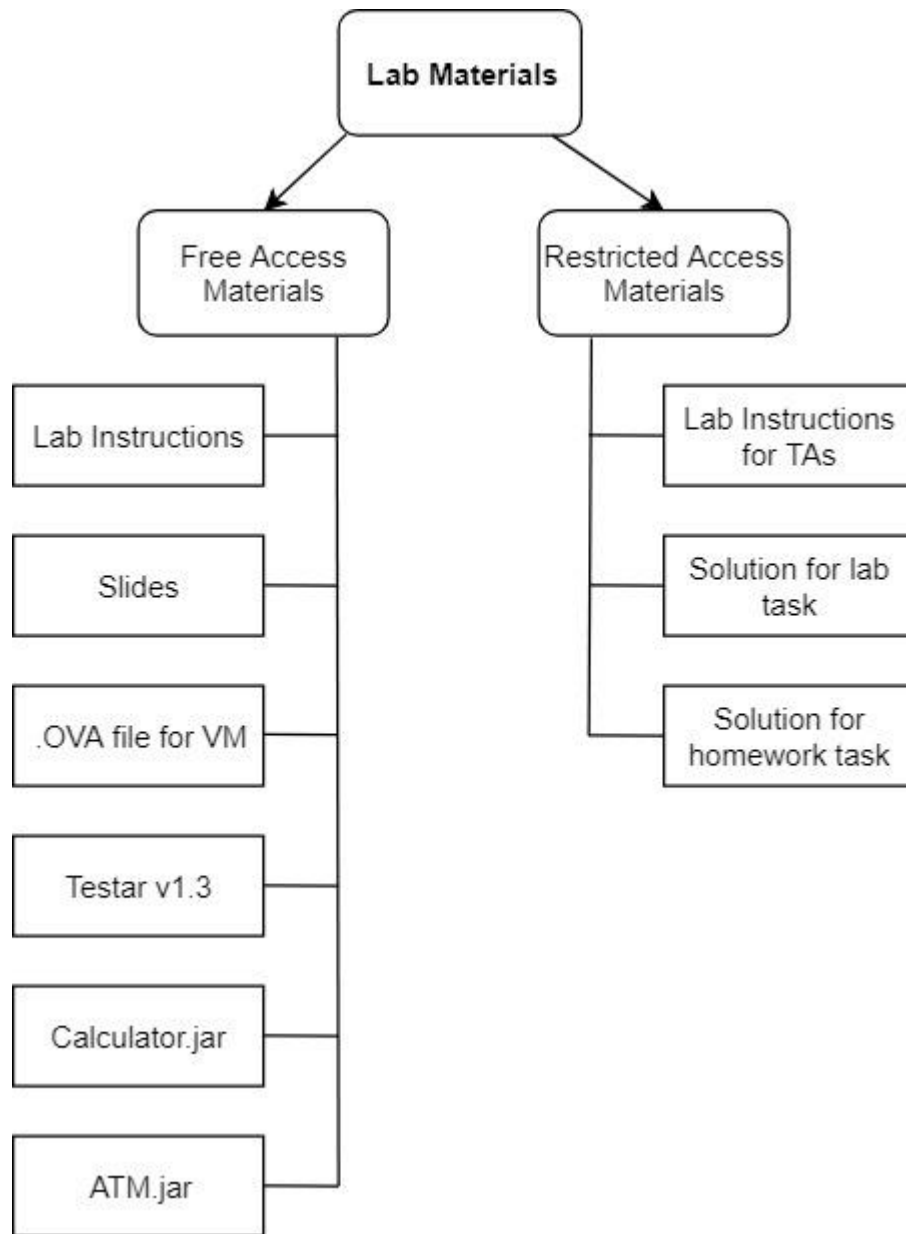 Lab Materials
Free Access
Materials
Restricted Access
Materials
Lab Instructions
Slides
.OVA file for VM
Testar v1.3
Calculator.jar
ATM.jar
Lab Instructions
for TAs
Solution for lab
task
Solution for
homework task